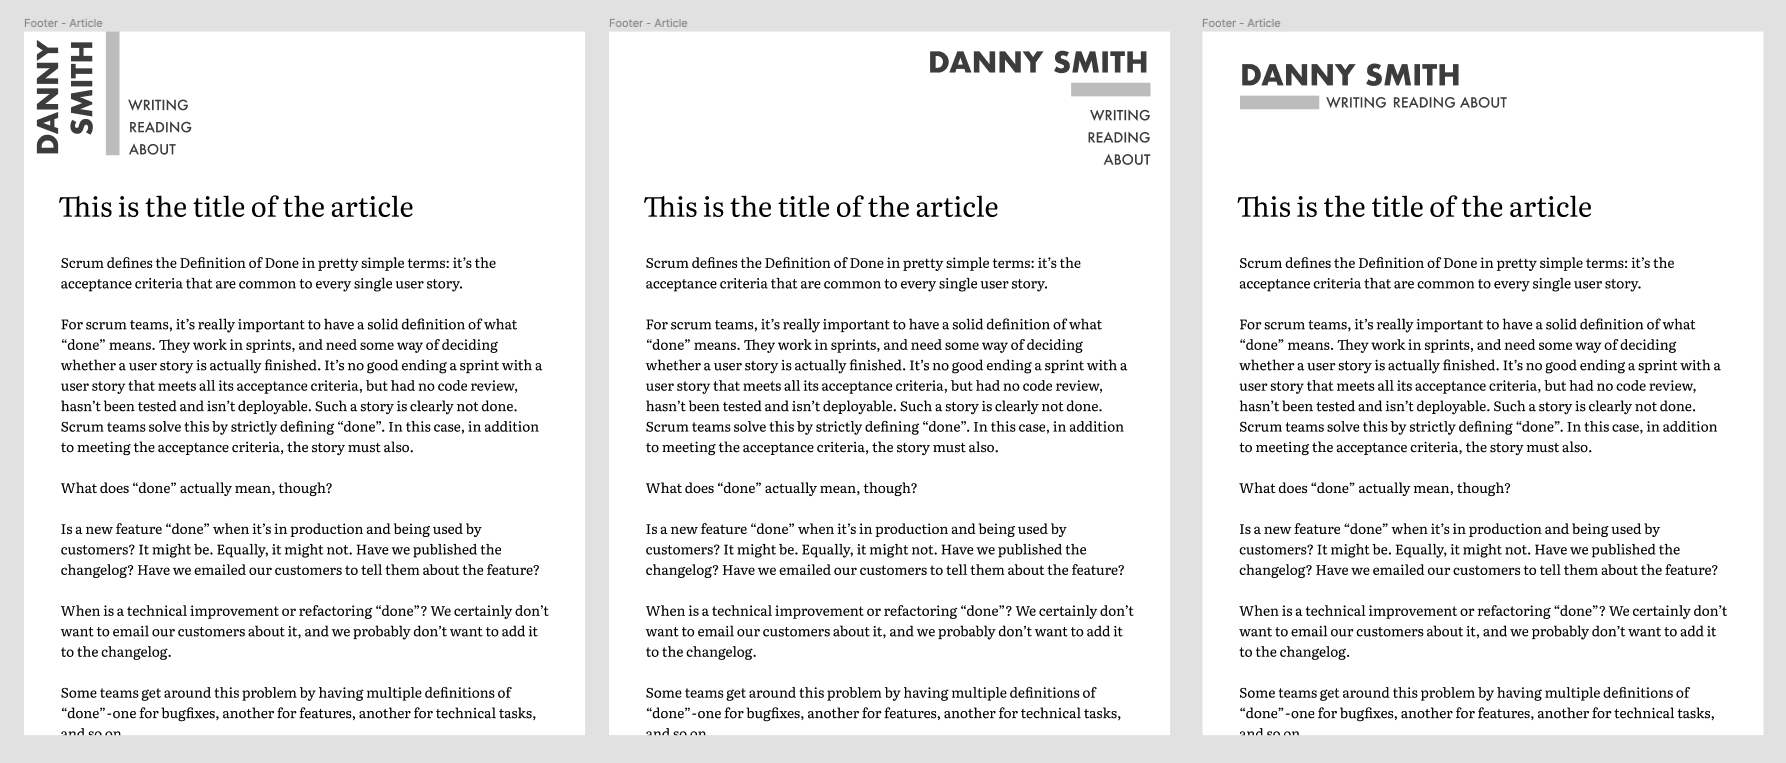 Footer - Article
DANNY
SMITH
WRITING
READING
ABOUT
This is the title of the article
Scrum defines the Definition of Done in pretty simple terms: it’s the
acceptance criteria that are common to every single user story.
For scrum teams, it’s really important to have a solid definition of what
“done” means. They work in sprints, and need some way of deciding
whether a user story is actually finished. It’s no good ending a sprint with a
user story that meets all its acceptance criteria, but had no code review,
hasn’t been tested and isn’t deployable. Such a story is clearly not done.
Scrum teams solve this by strictly defining “done”. In this case, in addition
to meeting the acceptance criteria, the story must also.
What does “done” actually mean, though?
Is a new feature “done” when it’s in production and being used by
customers? It might be. Equally, it might not. Have we published the
changelog? Have we emailed our customers to tell them about the feature?
When is a technical improvement or refactoring “done”? We certainly don’t
want to email our customers about it, and we probably don’t want to add it
to the changelog.
Some teams get around this problem by having multiple definitions of
“done”-one for bugfixes, another for features, another for technical tasks,
and so on
Footer - Article
DANNY SMITH
WRITING
READING
ABOUT
This is the title of the article
Scrum defines the Definition of Done in pretty simple terms: it’s the
acceptance criteria that are common to every single user story.
For scrum teams, it’s really important to have a solid definition of what
“done” means. They work in sprints, and need some way of deciding
whether a user story is actually finished. It’s no good ending a sprint with a
user story that meets all its acceptance criteria, but had no code review,
hasn’t been tested and isn’t deployable. Such a story is clearly not done.
Scrum teams solve this by strictly defining “done”. In this case, in addition
to meeting the acceptance criteria, the story must also.
What does “done” actually mean, though?
Is a new feature “done” when it’s in production and being used by
customers? It might be. Equally, it might not. Have we published the
changelog? Have we emailed our customers to tell them about the feature?
When is a technical improvement or refactoring “done”? We certainly don’t
want to email our customers about it, and we probably don’t want to add it
to the changelog.
Some teams get around this problem by having multiple definitions of
“done”-one for bugfixes, another for features, another for technical tasks,
and so on
Footer - Article
DANNY SMITH
WRITING READING ABOUT
This is the title of the article
Scrum defines the Definition of Done in pretty simple terms: it’s the
acceptance criteria that are common to every single user story.
For scrum teams, it’s really important to have a solid definition of what
“done” means. They work in sprints, and need some way of deciding
whether a user story is actually finished. It’s no good ending a sprint with a
user story that meets all its acceptance criteria, but had no code review,
hasn’t been tested and isn’t deployable. Such a story is clearly not done.
Scrum teams solve this by strictly defining “done”. In this case, in addition
to meeting the acceptance criteria, the story must also.
What does “done” actually mean, though?
Is a new feature “done” when it’s in production and being used by
customers? It might be. Equally, it might not. Have we published the
changelog? Have we emailed our customers to tell them about the feature?
When is a technical improvement or refactoring “done”? We certainly don’t
want to email our customers about it, and we probably don’t want to add it
to the changelog.
Some teams get around this problem by having multiple definitions of
“done”-one for bugfixes, another for features, another for technical tasks,
and so on